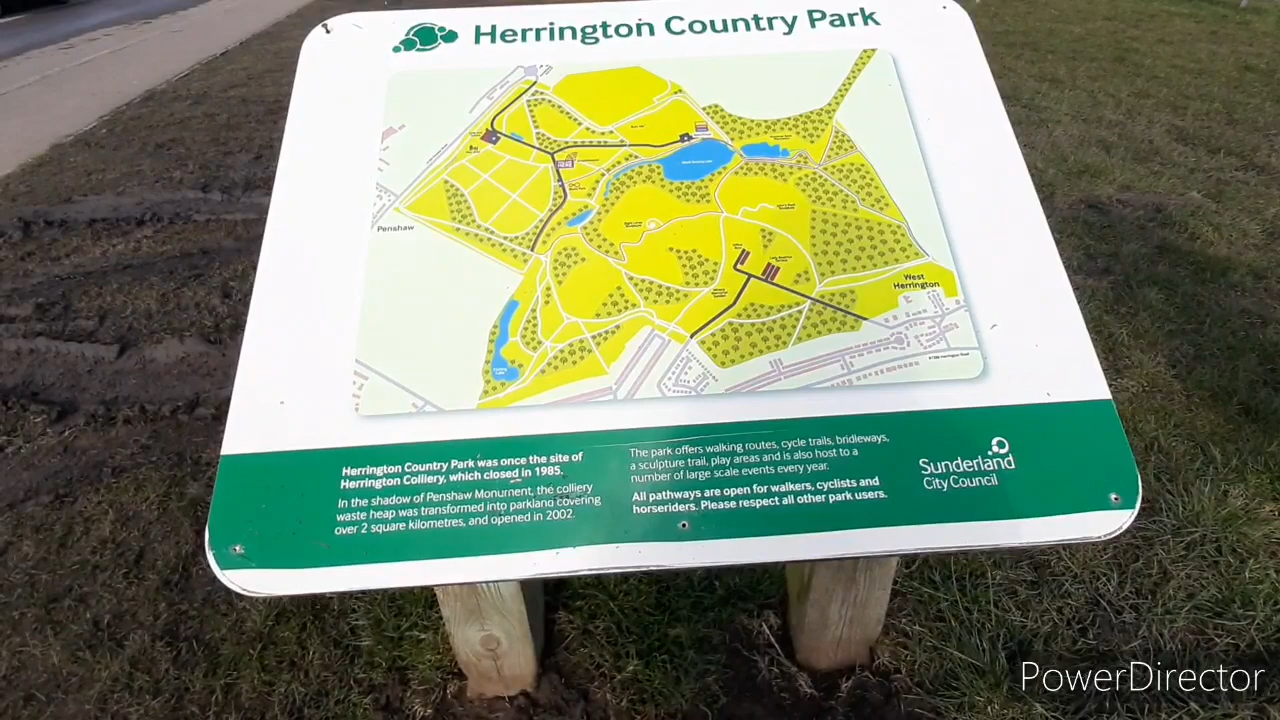 Herrington Country Park
Penshaw
West
Herrington
Herrington Country Park was once the site of
Herrington Colliery, which closed in 1985.
In the shadow of Penshaw Monument, the colliery
waste heap was transformed into parkland covering
over 2 square kilometres, and opened in 2002.
The park offers walking routes, cycle trails, bridleways,
a sculpture trail, play areas and is also host to a
number of large scale events every year.
All pathways are open for walkers, cyclists and
horseriders. Please respect all other park users.
Sunderland
City Council
PowerDirector